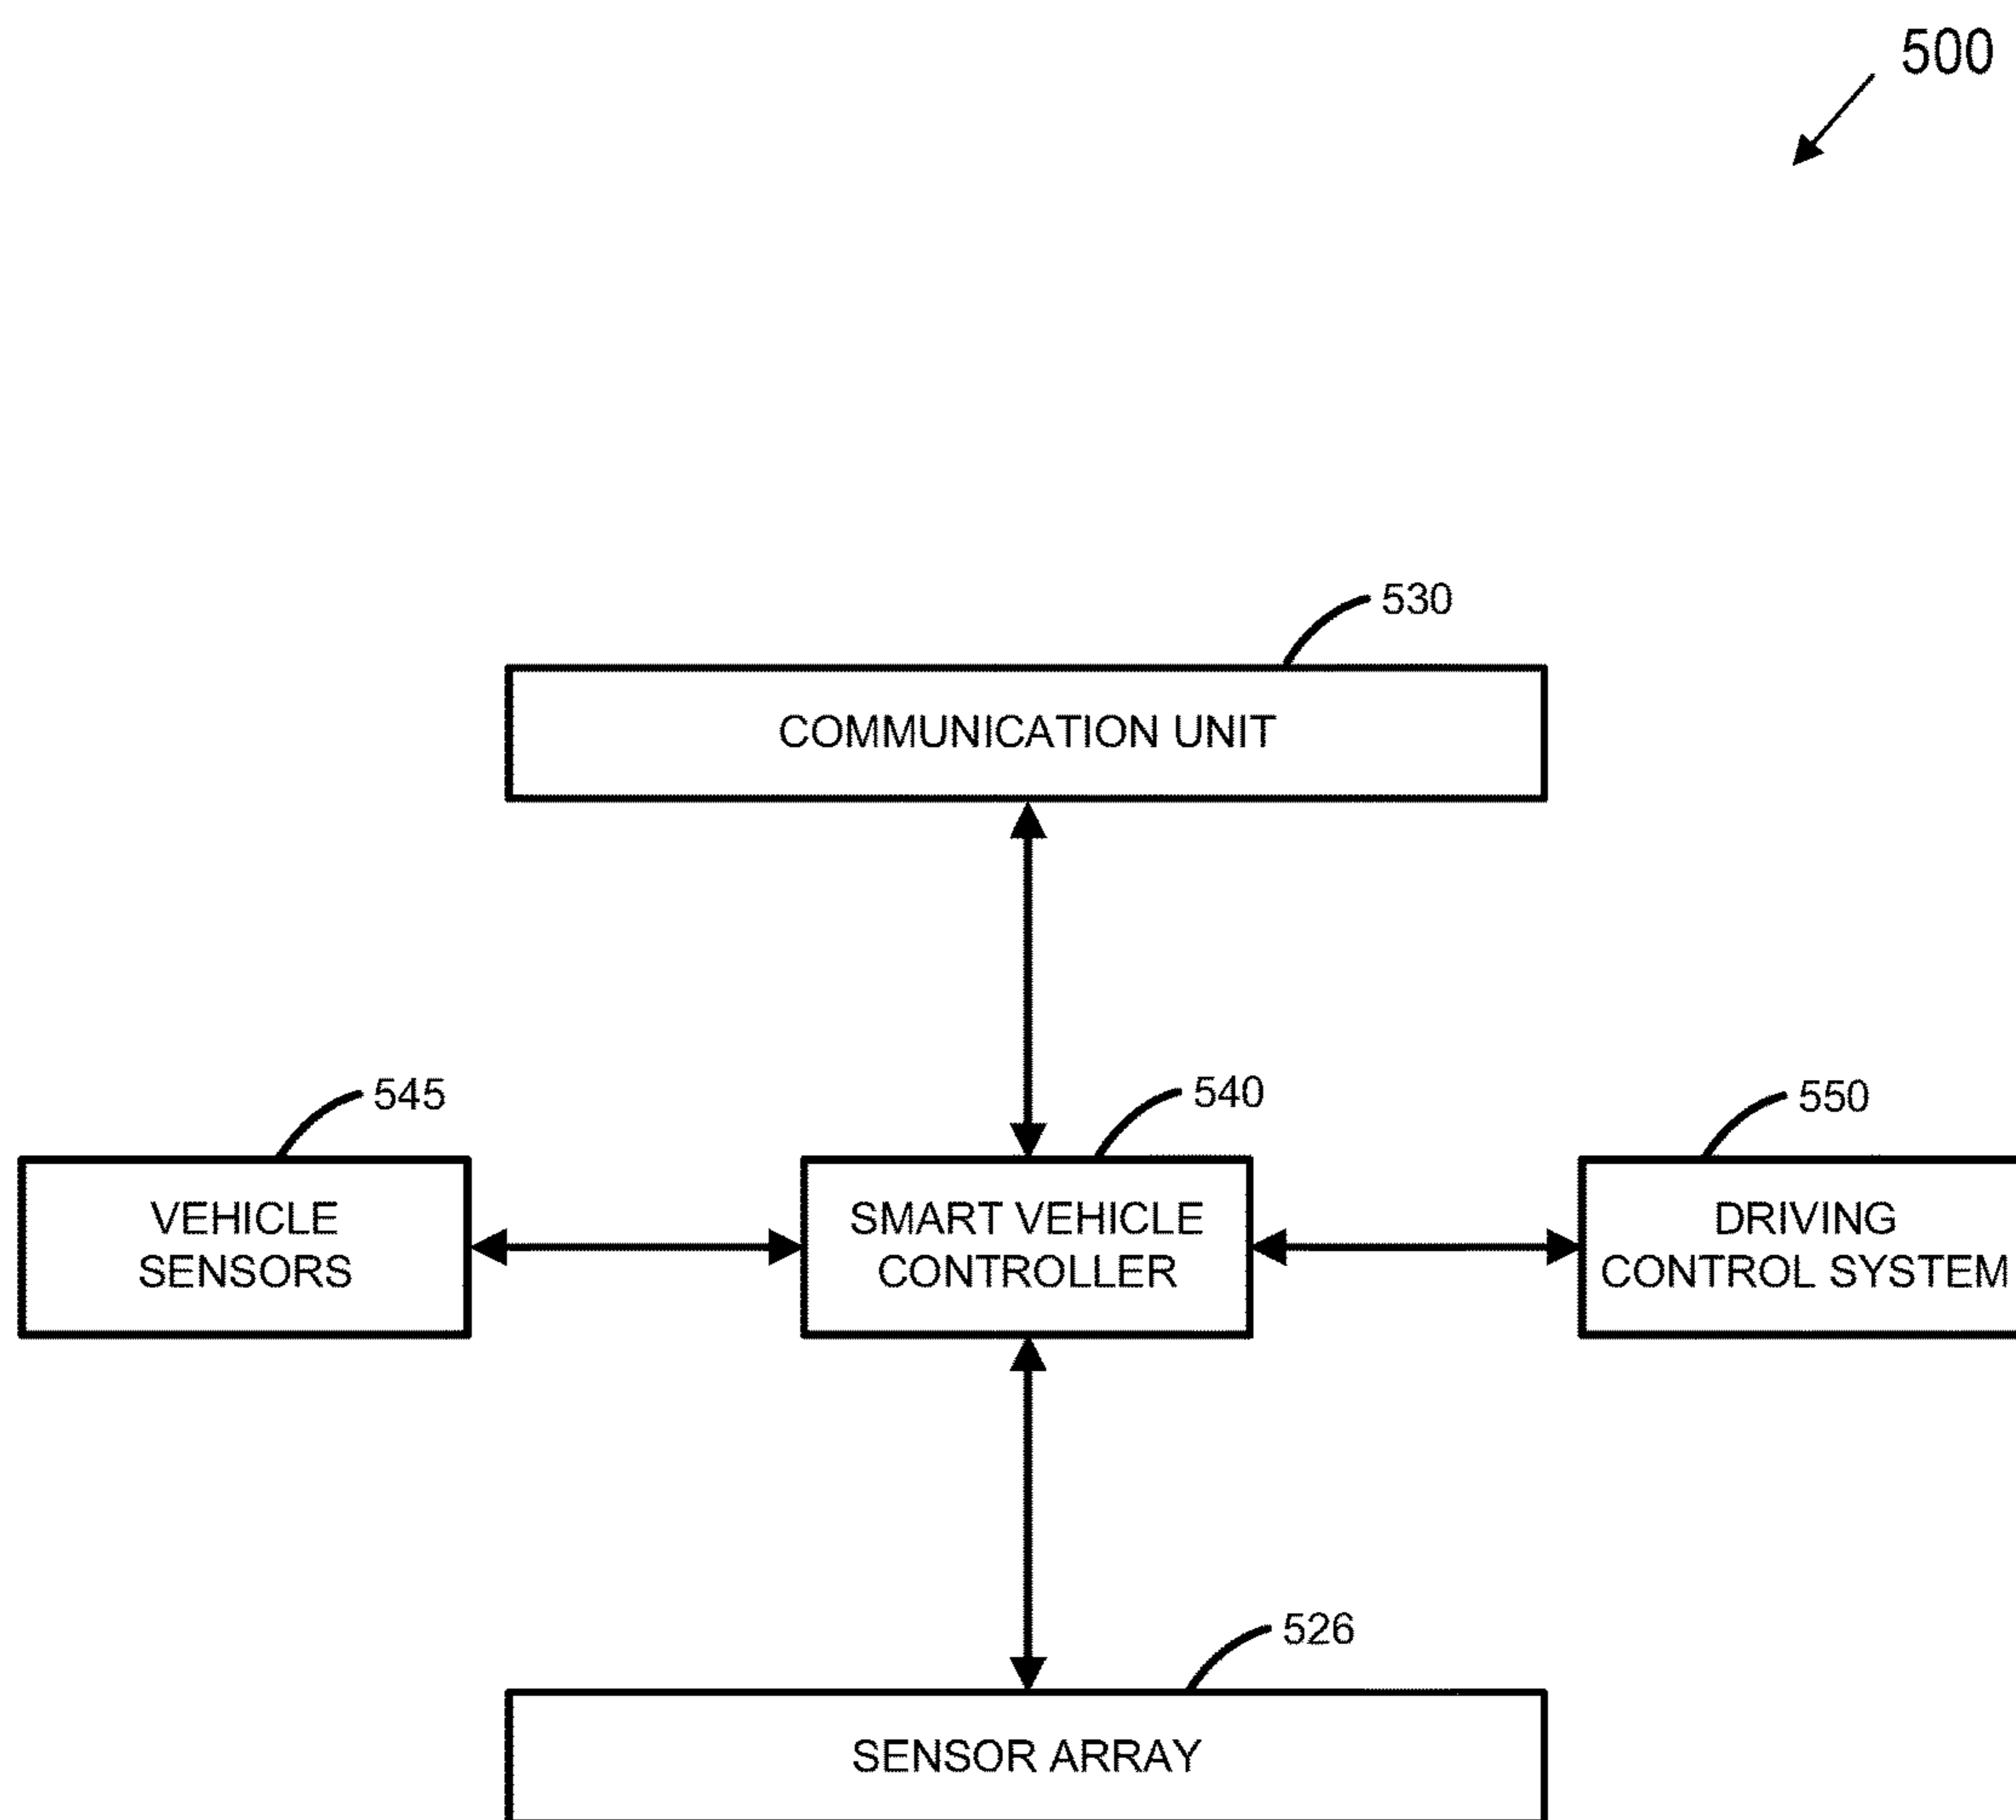 500
530
COMMUNICATION UNIT
545
540
550
VEHICLE
SENSORS
SMART VEHICLE
CONTROLLER
DRIVING
CONTROL SYSTEM
526
SENSOR ARRAY